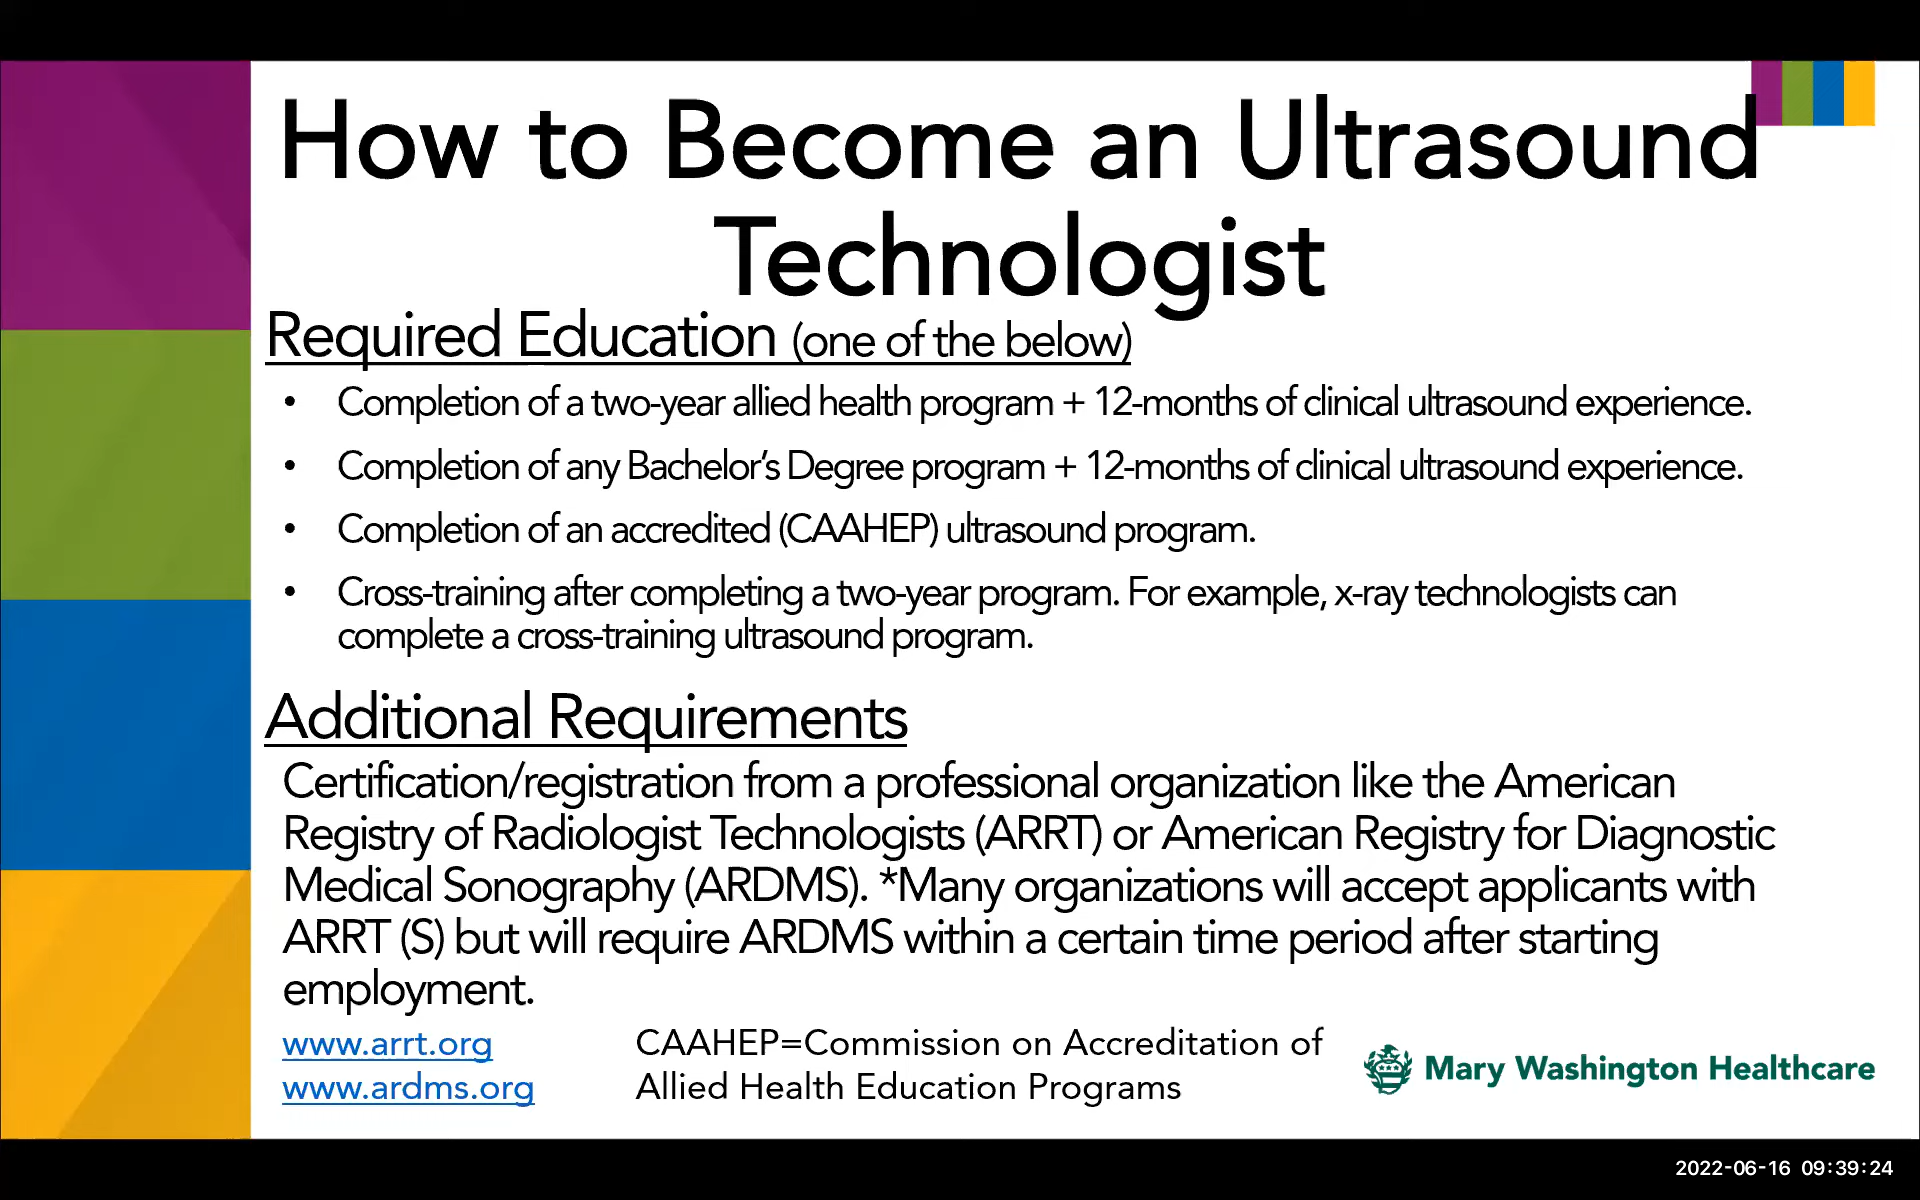 How to Become an Ultrasound
Technologist
Required Education (one of the below)
• Completion of a two-year allied health program + 12-months of clinical ultrasound experience.
• Completion of any Bachelor’s Degree program + 12-months of clinical ultrasound experience.
• Completion of an accredited (CAAHEP) ultrasound program.
• Cross-training after completing a two-year program. For example, x-ray technologists can
complete a cross-training ultrasound program.
Additional Requirements
Certification/registration from a professional organization like the American
Registry of Radiologist Technologists (ARRT) or American Registry for Diagnostic
Medical Sonography (ARDMS). *Many organizations will accept applicants with
ARRT (S) but will require ARDMS within a certain time period after starting
employment.
www.arrt.org
www.ardms.org
CAAHEP=Commission on Accreditation of
Allied Health Education Programs
Mary Washington Healthcare
2022-06-16 09:39:24